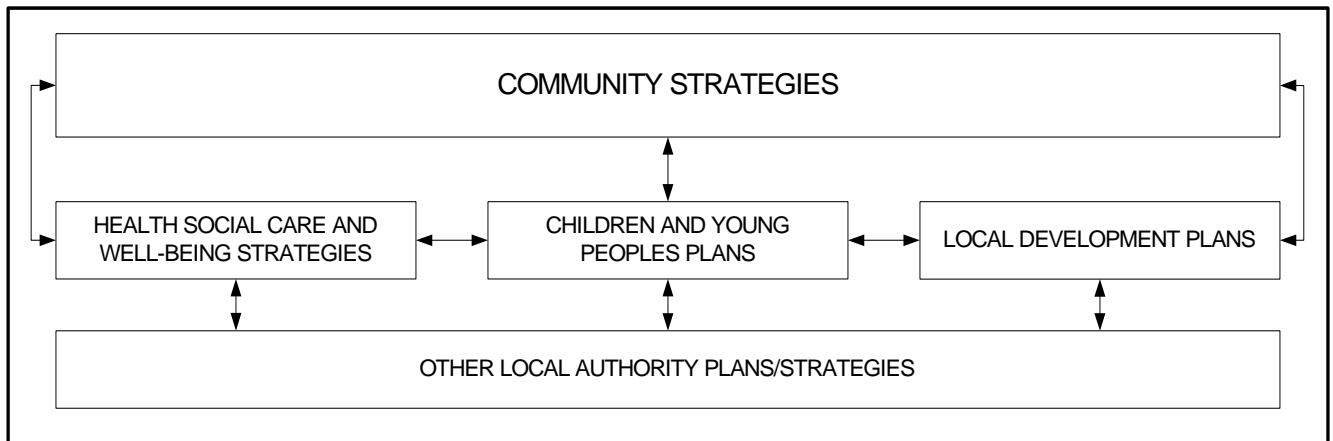 COMMUNITY STRATEGIES
HEALTH SOCIAL CARE AND
WELL-BEING STRATEGIES
CHILDREN AND YOUNG
PEOPLES PLANS
LOCAL DEVELOPMENT PLANS
OTHER LOCAL AUTHORITY PLANS/STRATEGIES